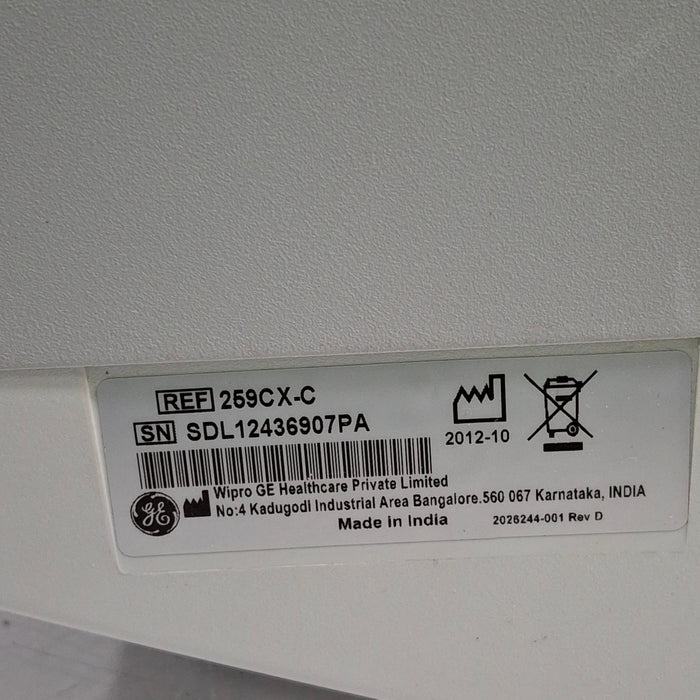 REF 259CX-C
SN SDL12436907PA
2012-10
Wipro GE Healthcare Private Limited
No:4 Kadugodi Industrial Area Bangalore.560 067 Karnataka, INDIA
GE
Made in India
2026244-001 Rev D